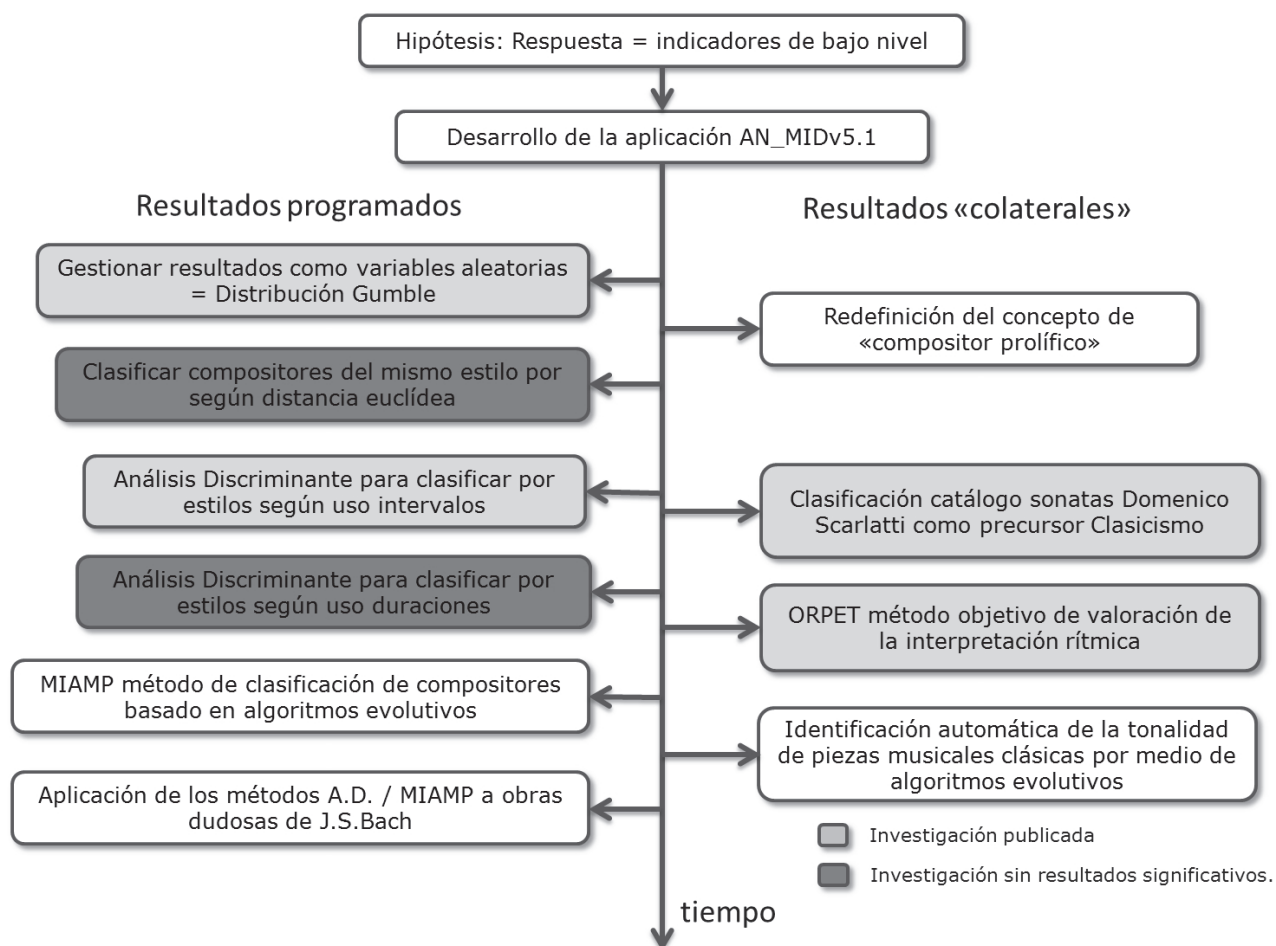 Hipótesis: Respuesta = indicadores de bajo nivel
Desarrollo de la aplicación AN_MIDv5.1
Resultados programados
Gestionar resultados como variables aleatorias
= Distribución Gumble
Clasificar compositores del mismo estilo por
según distancia euclídea
Análisis Discriminante para clasificar por
estilos según uso intervalos
Análisis Discriminante para clasificar por
estilos según uso duraciones
MIAMP método de clasificación de compositores
basado en algoritmos evolutivos
Aplicación de los métodos A.D. / MIAMP a obras
dudosas de J.S.Bach
Resultados «colaterales»
Redefinición del concepto de
«compositor prolífico»
Clasificación catálogo sonatas Domenico
Scarlatti como precursor Clasicismo
ORPET método objetivo de valoración de
la interpretación rítmica
Identificación automática de la tonalidad
de piezas musicales clásicas por medio de
algoritmos evolutivos
Investigación publicada
Investigación sin resultados significativos.
tiempo